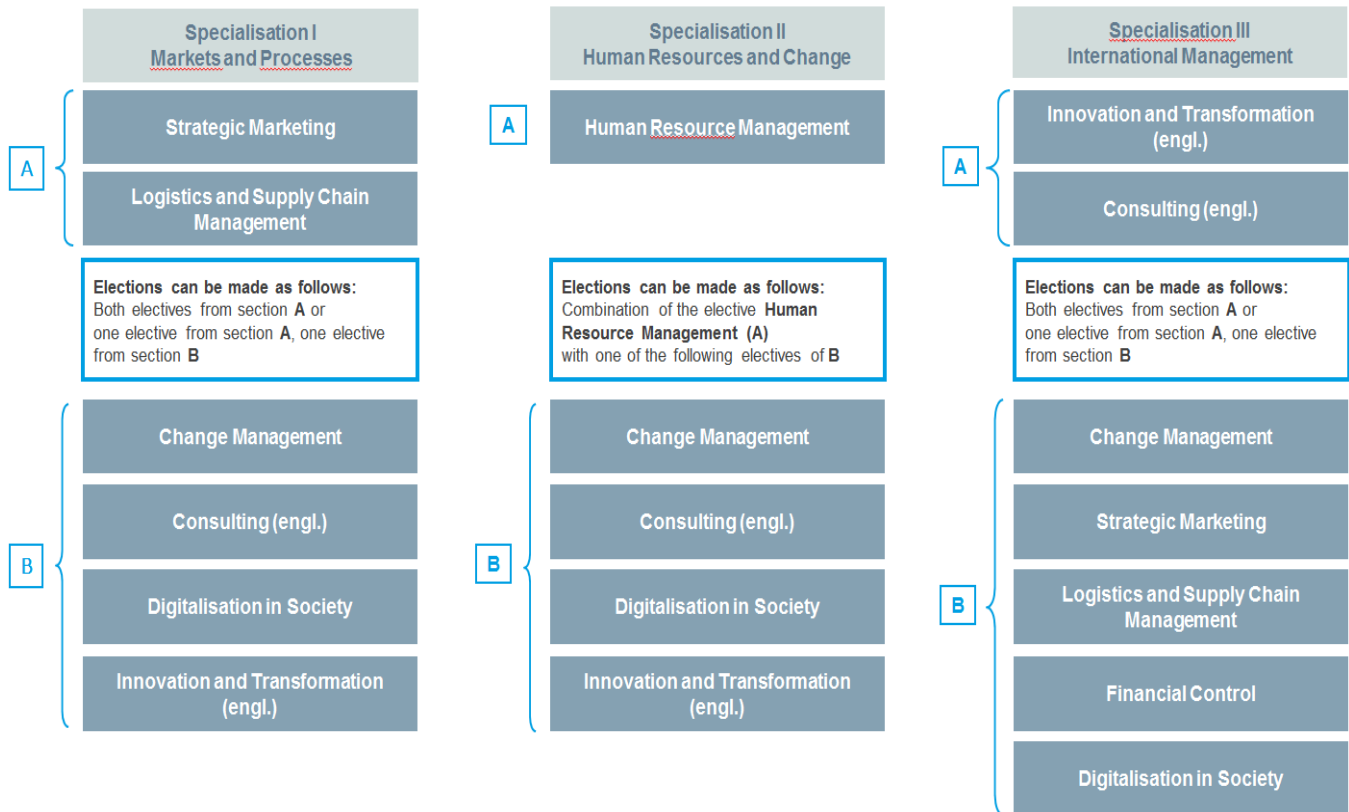 Specialisation I
Markets and Processes
A
Strategic Marketing
Logistics and Supply Chain
Management
Elections can be made as follows:
Both electives from section A or
one elective from section A, one elective
from section B
B
Change Management
Consulting (engl.)
Digitalisation in Society
Innovation and Transformation
(engl.)
Specialisation II
Human Resources and Change
A
Human Resource Management
Elections can be made as follows:
Combination of the elective Human
Resource Management (A)
with one of the following electives of B
B
Change Management
Consulting (engl.)
Digitalisation in Society
Innovation and Transformation
(engl.)
Specialisation III
International Management
A
Innovation and Transformation
(engl.)
Consulting (engl.)
Elections can be made as follows:
Both electives from section A or
one elective from section A, one elective
from section B
B
Change Management
Strategic Marketing
Logistics and Supply Chain
Management
Financial Control
Digitalisation in Society